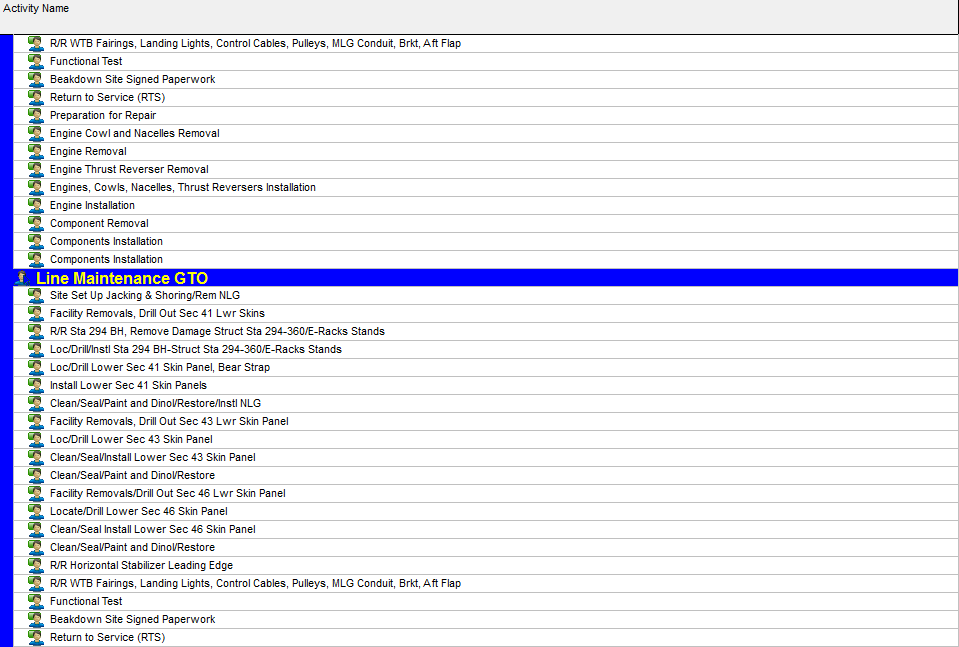 Activity Name
R/R WTB Fairings, Landing Lights, Control Cables, Pulleys, MLG Conduit, Brkt, Aft Flap
Functional Test
Beakdown Site Signed Paperwork
Return to Service (RTS)
Preparation for Repair
Engine Cowl and Nacelles Removal
Engine Removal
Engine Thrust Reverser Removal
Engines, Cowls, Nacelles, Thrust Reversers Installation
Engine Installation
Component Removal
Components Installation
Components Installation
Line Maintenance GTO
Site Set Up Jacking & Shoring/Rem NLG
Facility Removals, Drill Out Sec 41 Lwr Skins
R/R Sta 294 BH, Remove Damage Struct Sta 294-360/E-Racks Stands
Loc/Drill/Instl Sta 294 BH-Struct Sta 294-360/E-Racks Stands
Loc/Drill Lower Sec 41 Skin Panel, Bear Strap
Install Lower Sec 41 Skin Panels
Clean/Seal/Paint and Dinol/Restore/Instl NLG
Facility Removals, Drill Out Sec 43 Lwr Skin Panel
Loc/Drill Lower Sec 43 Skin Panel
Clean/Seal/Install Lower Sec 43 Skin Panel
Clean/Seal/Paint and Dinol/Restore
Facility Removals/Drill Out Sec 46 Lwr Skin Panel
Locate/Drill Lower Sec 46 Skin Panel
Clean/Seal Install Lower Sec 46 Skin Panel
Clean/Seal/Paint and Dinol/Restore
R/R Horizontal Stabilizer Leading Edge
R/R WTB Fairings, Landing Lights, Control Cables, Pulleys, MLG Conduit, Brkt, Aft Flap
Functional Test
Beakdown Site Signed Paperwork
Return to Service (RTS)